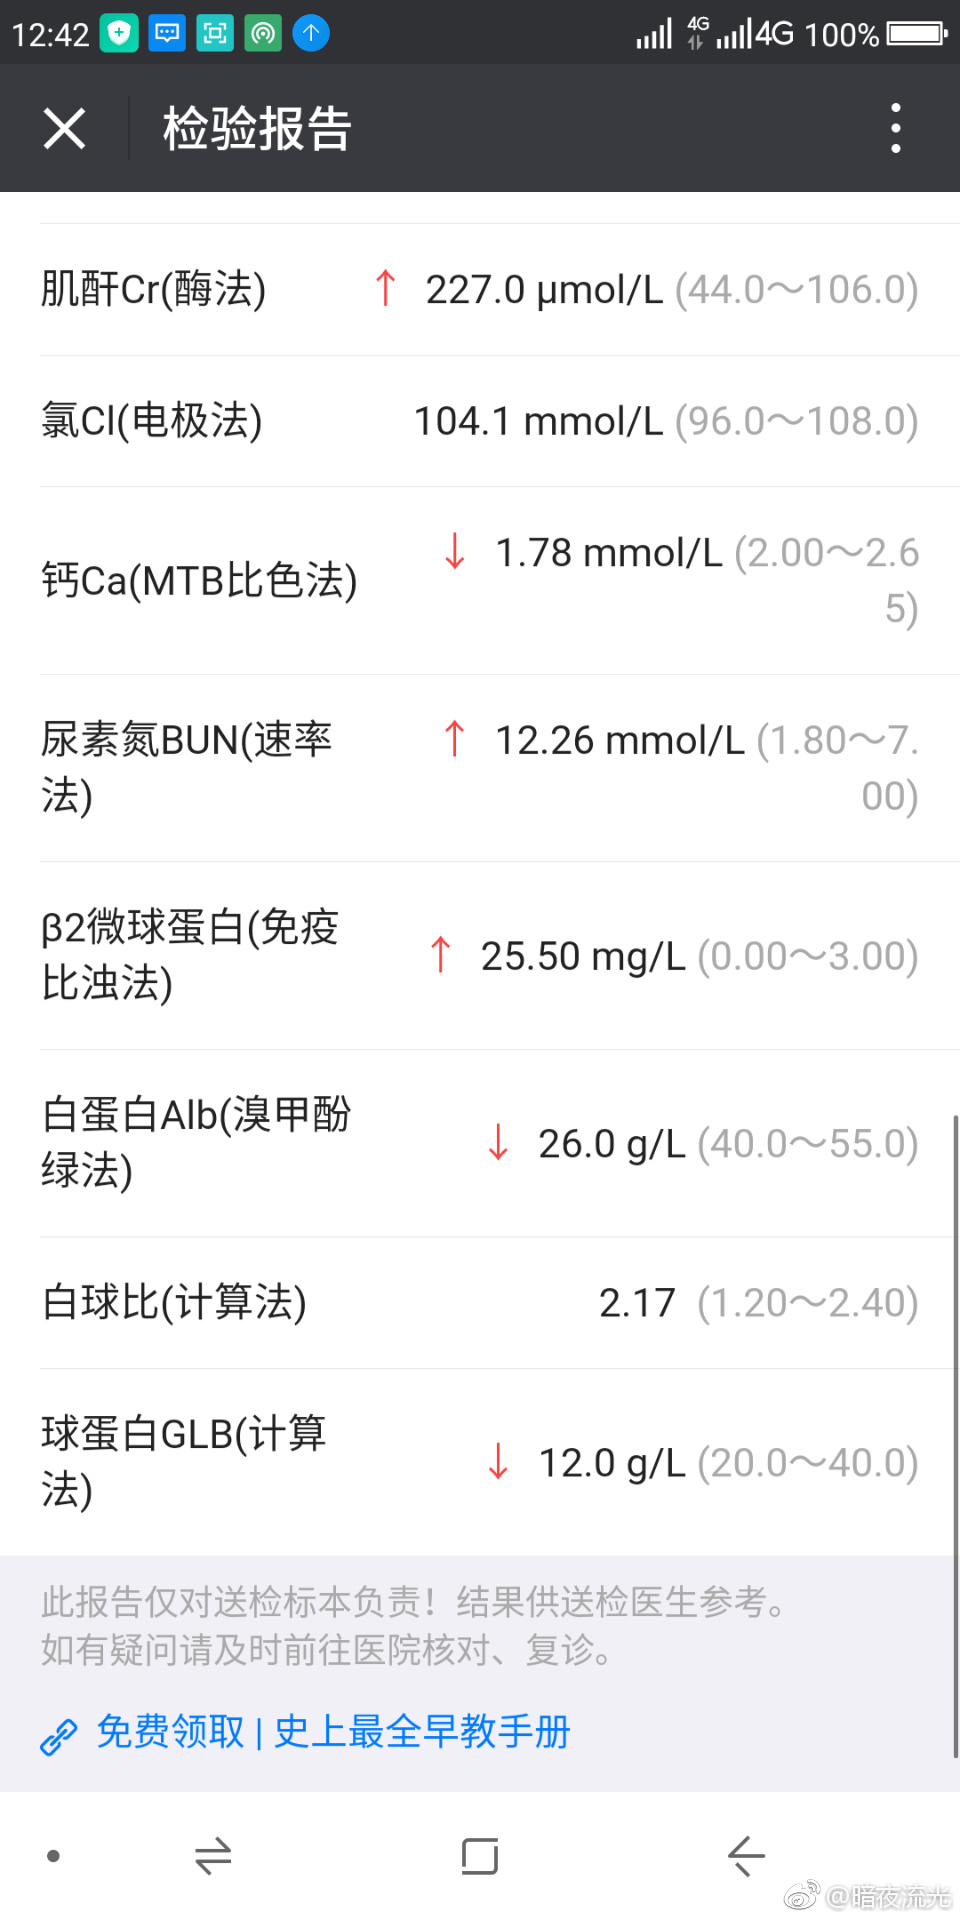 12:42 4G 4G 100%
检验报告
肌酐Cr(酶法) ↑ 227.0 μmol/L (44.0～106.0)
氯Cl(电极法) 104.1 mmol/L (96.0～108.0)
钙Ca(MTB比色法) ↓ 1.78 mmol/L (2.00～2.6
5)
尿素氮BUN(速率 ↑ 12.26 mmol/L (1.80～7.
法) 00)
β2微球蛋白(免疫
比浊法) ↑ 25.50 mg/L (0.00～3.00)
白蛋白Alb(溴甲酚
绿法) ↓ 26.0 g/L (40.0～55.0)
白球比(计算法) 2.17 (1.20～2.40)
球蛋白GLB(计算
法) ↓ 12.0 g/L (20.0～40.0)
此报告仅对送检标本负责！结果供送检医生参考。
如有疑问请及时前往医院核对、复诊。
免费领取 | 史上最全早教手册
@暗夜流光